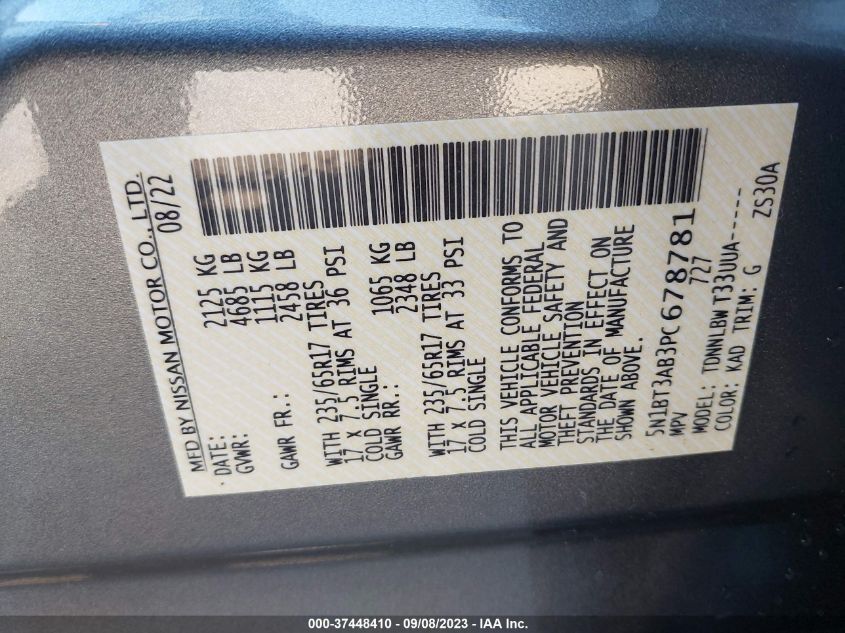 MFD BY NISSAN MOTOR CO., LTD.
DATE: 08/22
GVWR: 2125 KG
4685 LB
GAWR FR.: 1115 KG
2458 LB
WITH 235/65R17 TIRES
17 X 7.5 RIMS AT 36 PSI
COLD SINGLE
GAWR RR.: 1065 KG
2348 LB
WITH 235/65R17 TIRES
17 X 7.5 RIMS AT 33 PSI
COLD SINGLE
THIS VEHICLE CONFORMS TO
ALL APPLICABLE FEDERAL
MOTOR VEHICLE SAFETY AND
THEFT PREVENTION
STANDARDS IN EFFECT ON
THE DATE OF MANUFACTURE
SHOWN ABOVE.
5N1BT3AB3PC678781
MPV 727
MODEL: TDNNLBW T33UUA-----
COLOR: KAD TRIM: G ZS30A
000-37448410 - 09/08/2023 - IAA Inc.